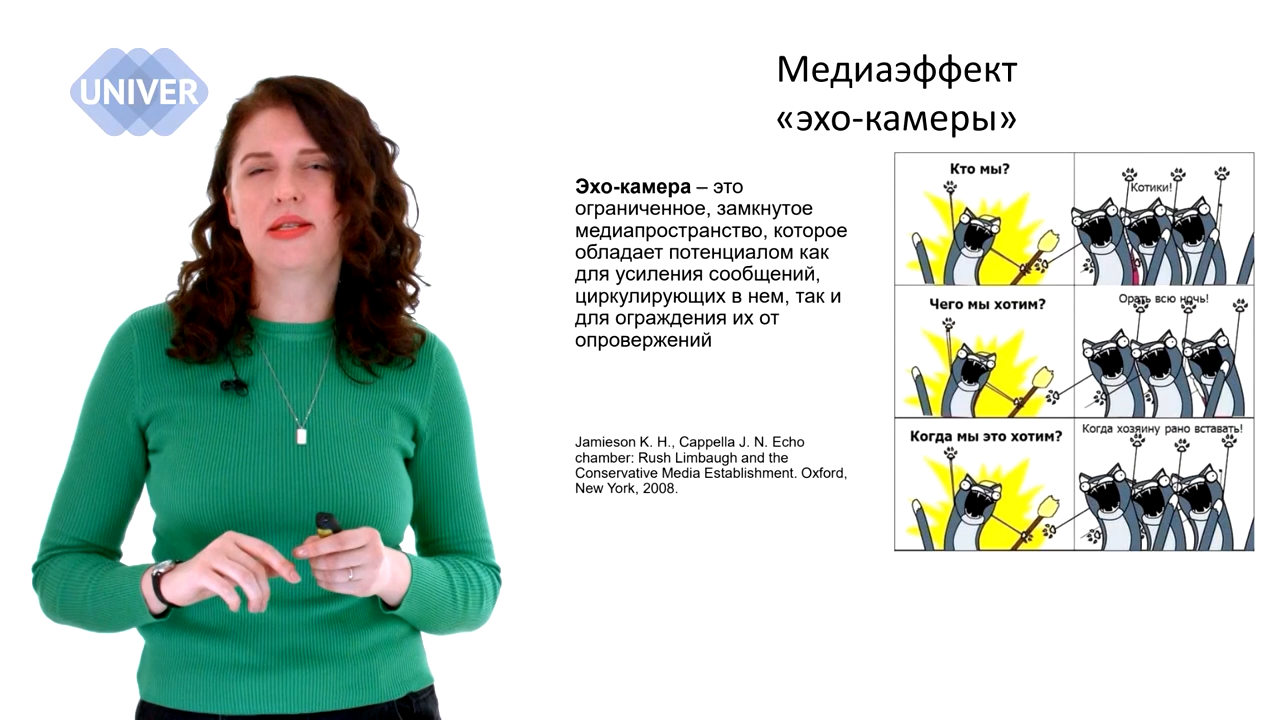 UNIVER
Медиаэффект
«эхо-камеры»
Эхо-камера – это
ограниченное, замкнутое
медиапространство, которое
обладает потенциалом как
для усиления сообщений,
циркулирующих в нем, так и
для ограждения их от
опровержений
Jamieson K. H., Cappella J. N. Echo
chamber: Rush Limbaugh and the
Conservative Media Establishment. Oxford,
New York, 2008.
Кто мы?
Котики!
Чего мы хотим?
Орать всю ночь!
Когда мы это хотим?
Когда хозяину рано вставать!